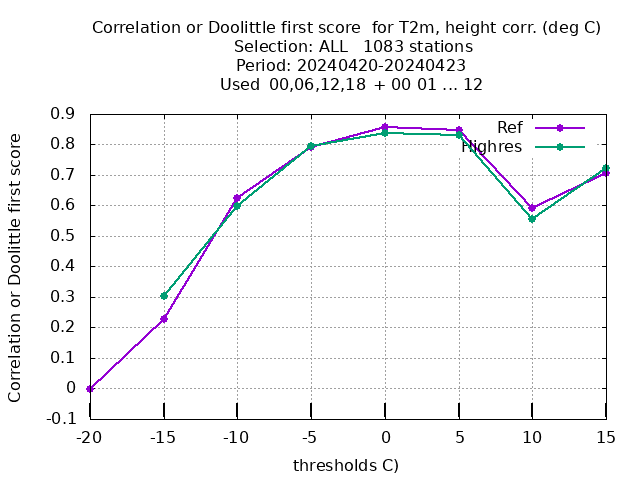 Correlation or Doolittle first score  for T2m, height corr. (deg C)
Selection: ALL   1083 stations
Period: 20240420-20240423
Used  00,06,12,18  + 00 01 ... 12
Correlation or Doolittle first score
0.9
0.8
0.7
0.6
0.5
0.4
0.3
0.2
0.1
0
-0.1
Ref
Highres
-20 -15 -10 -5 0 5 10 15
thresholds C)